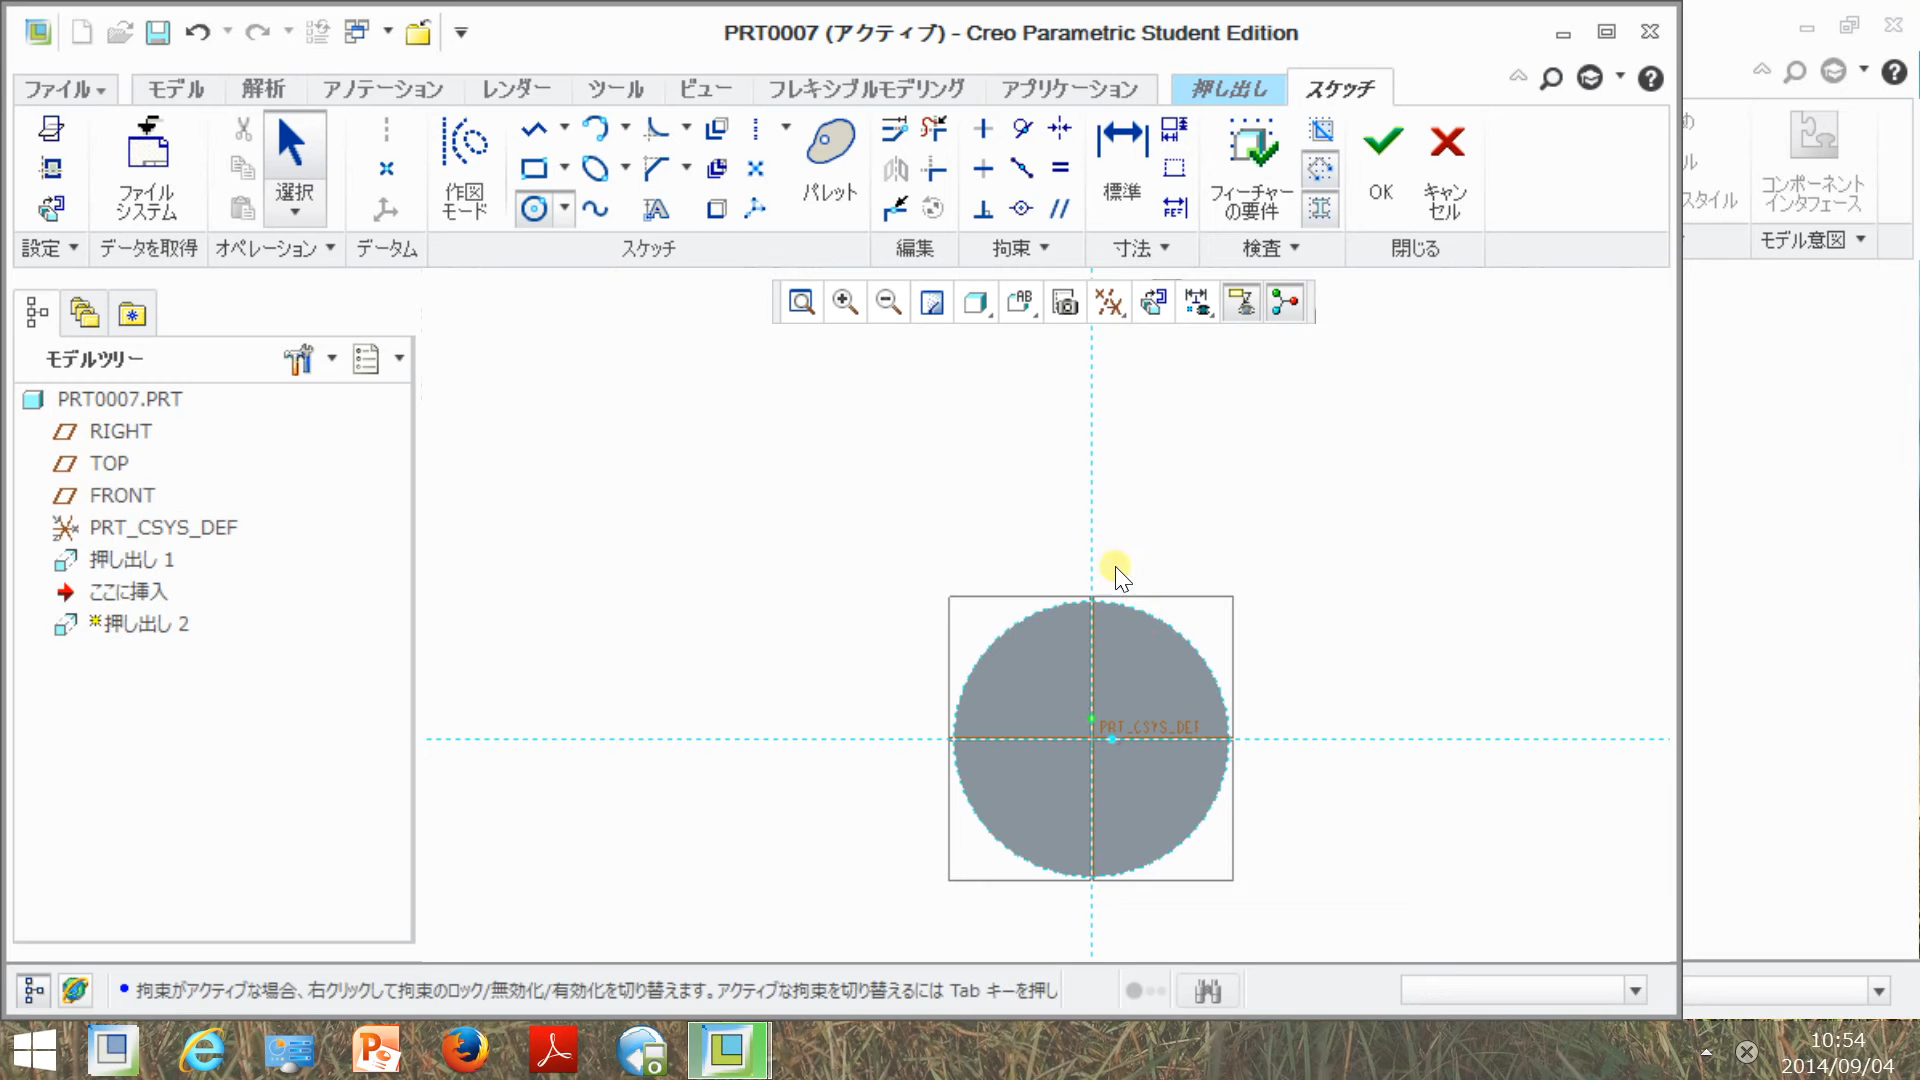 PRT0007 (アクティブ) - Creo Parametric Student Edition
ファイル モデル 解析 アノテーション レンダー ツール ビュー フレキシブルモデリング アプリケーション 押し出し スケッチ
ファイル
システム
選択
作図
モード
パレット
標準
フィーチャー
の要件
OK
キャン
セル
スタイル
コンポーネント
インタフェース
設定 データを取得 オペレーション データム スケッチ 編集 拘束 寸法 検査 閉じる モデル意図
モデルツリー
PRT0007.PRT
RIGHT
TOP
FRONT
PRT_CSYS_DEF
押し出し 1
ここに挿入
押し出し 2
PRT_CSYS_DEF
拘束がアクティブな場合、右クリックして拘束のロック/無効化/有効化を切り替えます。アクティブな拘束を切り替えるには Tab キーを押し
10:54
2014/09/04